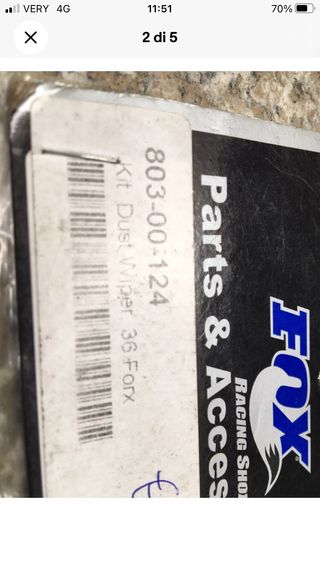 VERY 4G 11:51 70%
2 di 5
803-00-124
Kit Dust Wiper 36 Forx
Parts & Acces
FOX
RACING SHO